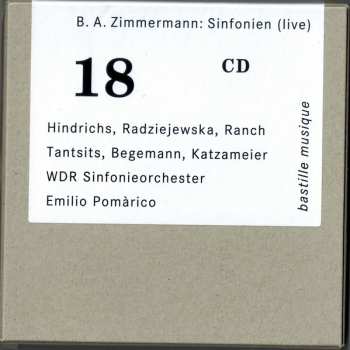 B. A. Zimmermann: Sinfonien (live)
18 CD
Hindrichs, Radziejewska, Ranch
Tantsits, Begemann, Katzameier
WDR Sinfonieorchester
Emilio Pomàrico
bastille musique